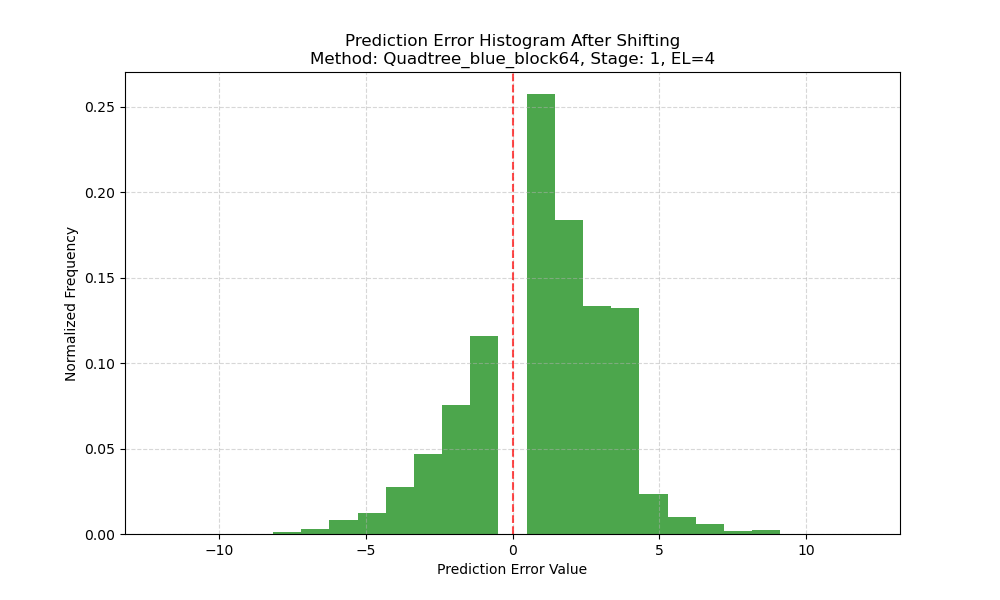 Prediction Error Histogram After Shifting
Method: Quadtree_blue_block64, Stage: 1, EL=4
Normalized Frequency
0.25
0.20
0.15
0.10
0.05
0.00
−10
−5
0
5
10
Prediction Error Value